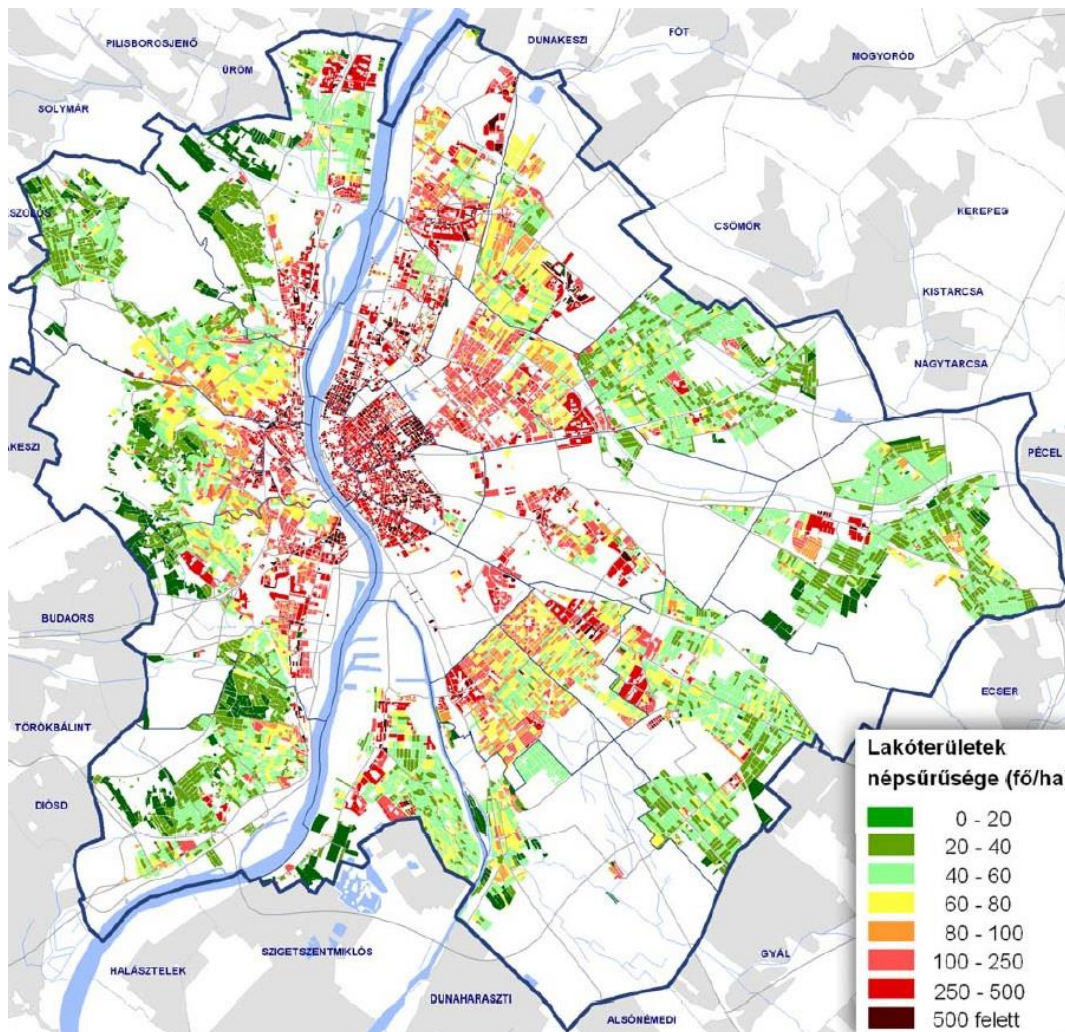 PILISBOROSJENŐ
ÜRÖM
SOLYMÁR
DUNAKESZI
FÓT
MOGYORÓD
CSÖMÖR
KEREPEG
KISTARCSA
NAGYTARCSA
PÉCEL
AKESZI
BUDAÖRS
ECSER
TÖRÖKBÁLINT
DIÓSD
HALÁSZTELEK
SZIGETSZENTMIKLÓS
DUNAHARASZTI
ALSÓNÉMEDI
GYÁL
Lakóterületek
népsűrűsége (fő/ha
0 - 20
20 - 40
40 - 60
60 - 80
80 - 100
100 - 250
250 - 500
500 felett